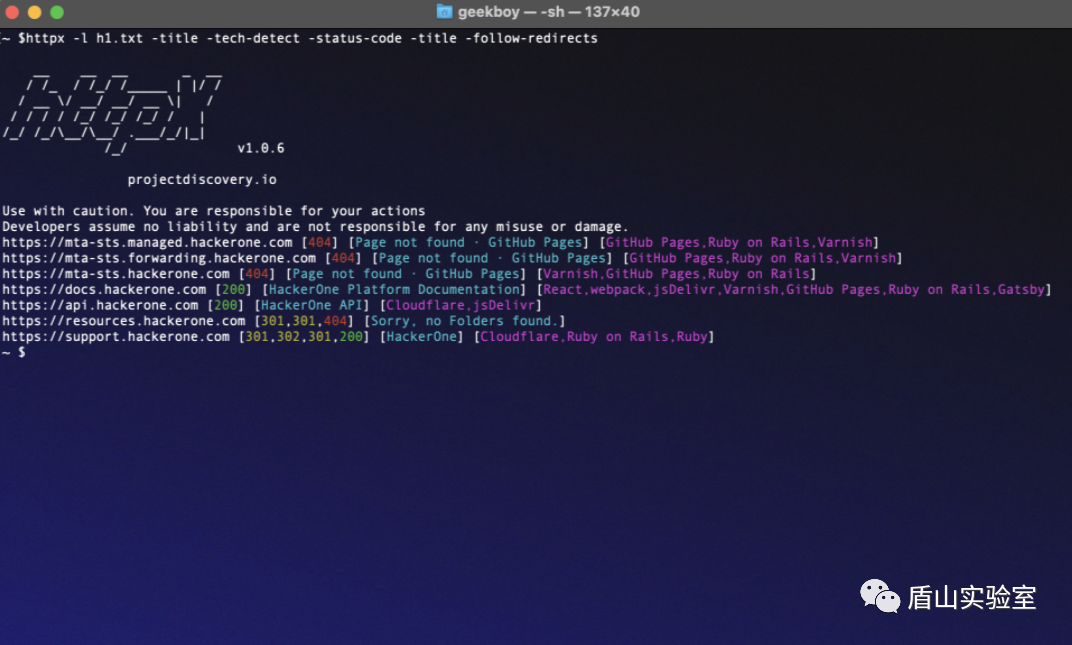 geekboy — -sh — 137×40
~ $httpx -l h1.txt -title -tech-detect -status-code -title -follow-redirects
httpx
v1.0.6
projectdiscovery.io
Use with caution. You are responsible for your actions
Developers assume no liability and are not responsible for any misuse or damage.
https://mta-sts.managed.hackerone.com [404] [Page not found · GitHub Pages] [GitHub Pages,Ruby on Rails,Varnish]
https://mta-sts.forwarding.hackerone.com [404] [Page not found · GitHub Pages] [GitHub Pages,Ruby on Rails,Varnish]
https://mta-sts.hackerone.com [404] [Page not found · GitHub Pages] [Varnish,GitHub Pages,Ruby on Rails]
https://docs.hackerone.com [200] [HackerOne Platform Documentation] [React,webpack,jsDelivr,Varnish,GitHub Pages,Ruby on Rails,Gatsby]
https://api.hackerone.com [200] [HackerOne API] [Cloudflare,jsDelivr]
https://resources.hackerone.com [301,301,404] [Sorry, no Folders found.]
https://support.hackerone.com [301,302,301,200] [HackerOne] [Cloudflare,Ruby on Rails,Ruby]
~ $
盾山实验室